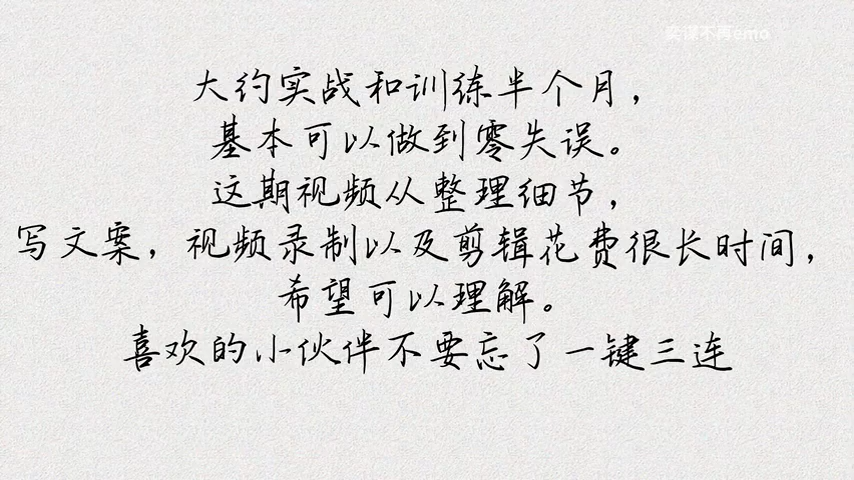 大约实战和训练半个月，
基本可以做到零失误。
这期视频从整理细节，
写文案，视频录制以及剪辑花费很长时间，
希望可以理解。
喜欢的小伙伴不要忘了一键三连